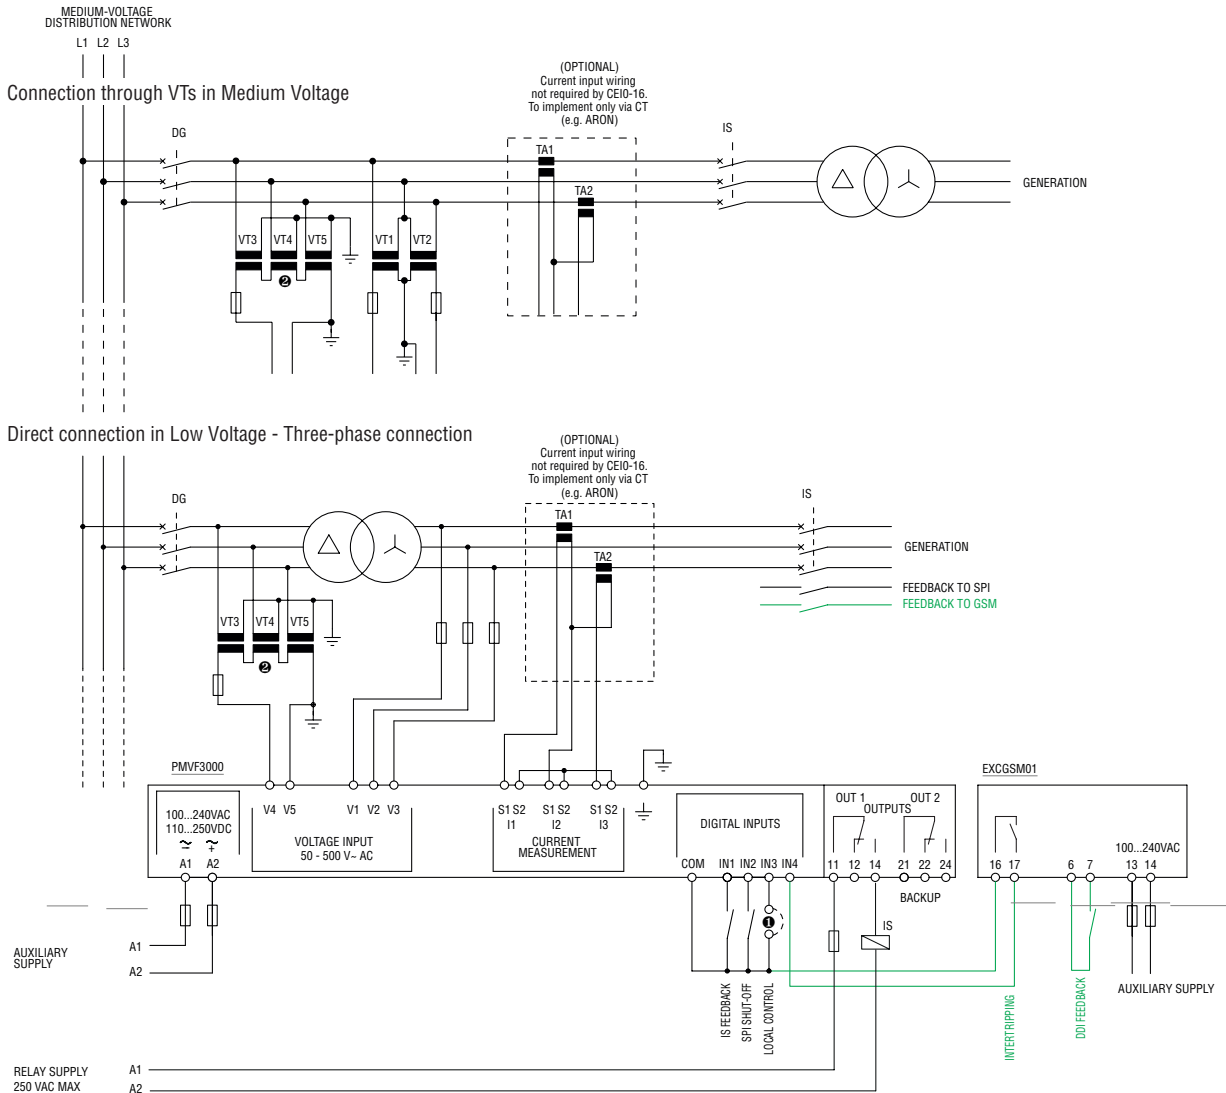 MEDIUM-VOLTAGE
DISTRIBUTION NETWORK
L1 L2 L3
Connection through VTs in Medium Voltage
(OPTIONAL)
Current input wiring
not required by CEI0-16.
To implement only via CT
(e.g. ARON)
DG
IS
TA1
TA2
GENERATION
VT3 VT4 VT5
VT1 VT2
2
Direct connection in Low Voltage - Three-phase connection
(OPTIONAL)
Current input wiring
not required by CEI0-16.
To implement only via CT
(e.g. ARON)
DG
IS
TA1
TA2
GENERATION
FEEDBACK TO SPI
FEEDBACK TO GSM
VT3 VT4 VT5
2
PMVF3000
EXCGSM01
100...240VAC
110...250VDC
~ ~
– +
A1 A2
V4 V5 V1 V2 V3
VOLTAGE INPUT
50 - 500 V~ AC
S1 S2 S1 S2 S1 S2
I1 I2 I3
CURRENT
MEASUREMENT
DIGITAL INPUTS
COM IN1 IN2 IN3 IN4
OUT 1 OUT 2
OUTPUTS
11 12 14 21 22 24
BACKUP
100...240VAC
16 17 6 7 13 14
1
IS
AUXILIARY
SUPPLY
A1
A2
IS FEEDBACK
SPI SHUT-OFF
LOCAL CONTROL
INTERTRIPPING
DDI FEEDBACK
AUXILIARY SUPPLY
RELAY SUPPLY
250 VAC MAX
A1
A2